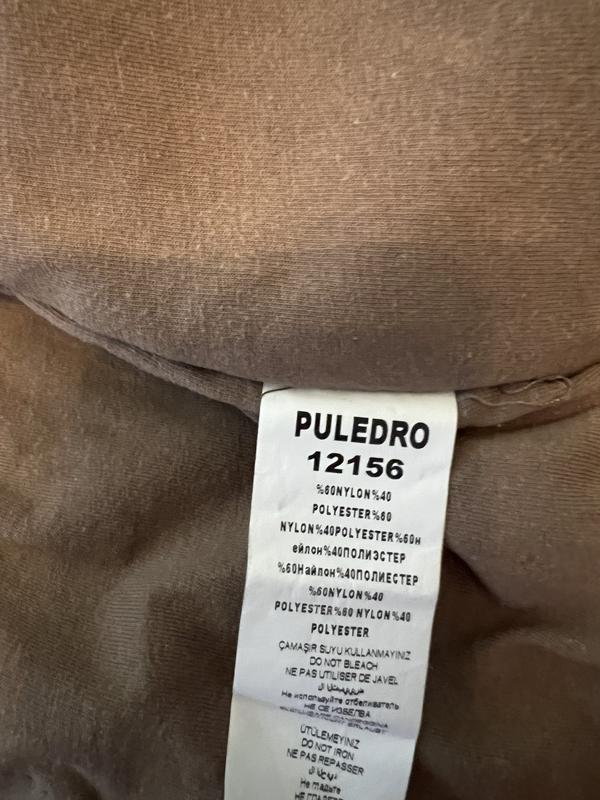 PULEDRO
12156
%60NYLON%40
POLYESTER%60
NYLON%40POLYESTER%60н
ейлон%40ПОЛИЭСТЕР
%60Найлон%40ПОЛИЕСТЕР
%60NYLON%40
POLYESTER%60 NYLON%40
POLYESTER
ÇAMAŞIR SUYU KULLANMAYINIZ
DO NOT BLEACH
NE PAS UTILISER DE JAVEL
Не используйте отбеливатель
НЕ СЕ ИЗБЕЛВА
ÜTÜLEMEYİNİZ
DO NOT IRON
NE PAS REPASSER
Не гладьте